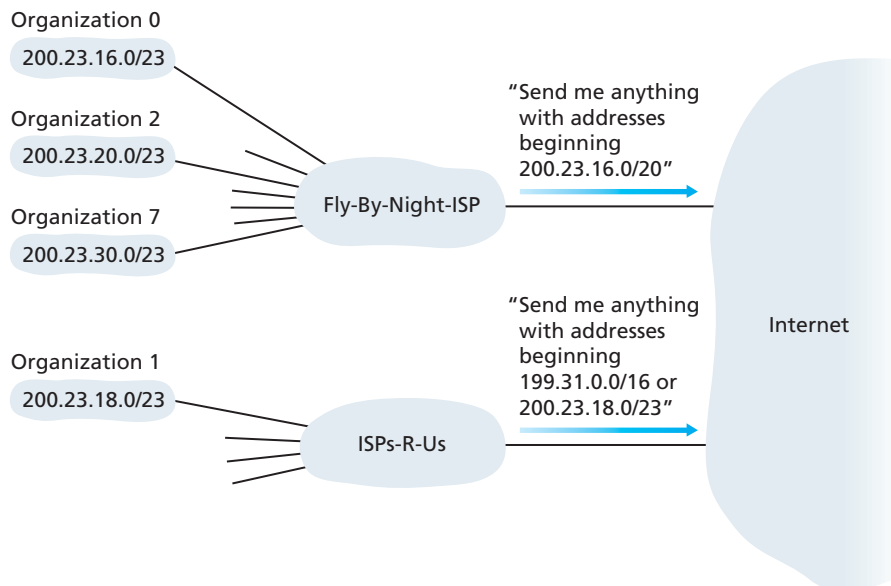 Organization 0
200.23.16.0/23
Organization 2
200.23.20.0/23
Organization 7
200.23.30.0/23
Fly-By-Night-ISP
“Send me anything
with addresses
beginning
200.23.16.0/20”
Organization 1
200.23.18.0/23
ISPs-R-Us
“Send me anything
with addresses
beginning
199.31.0.0/16 or
200.23.18.0/23”
Internet